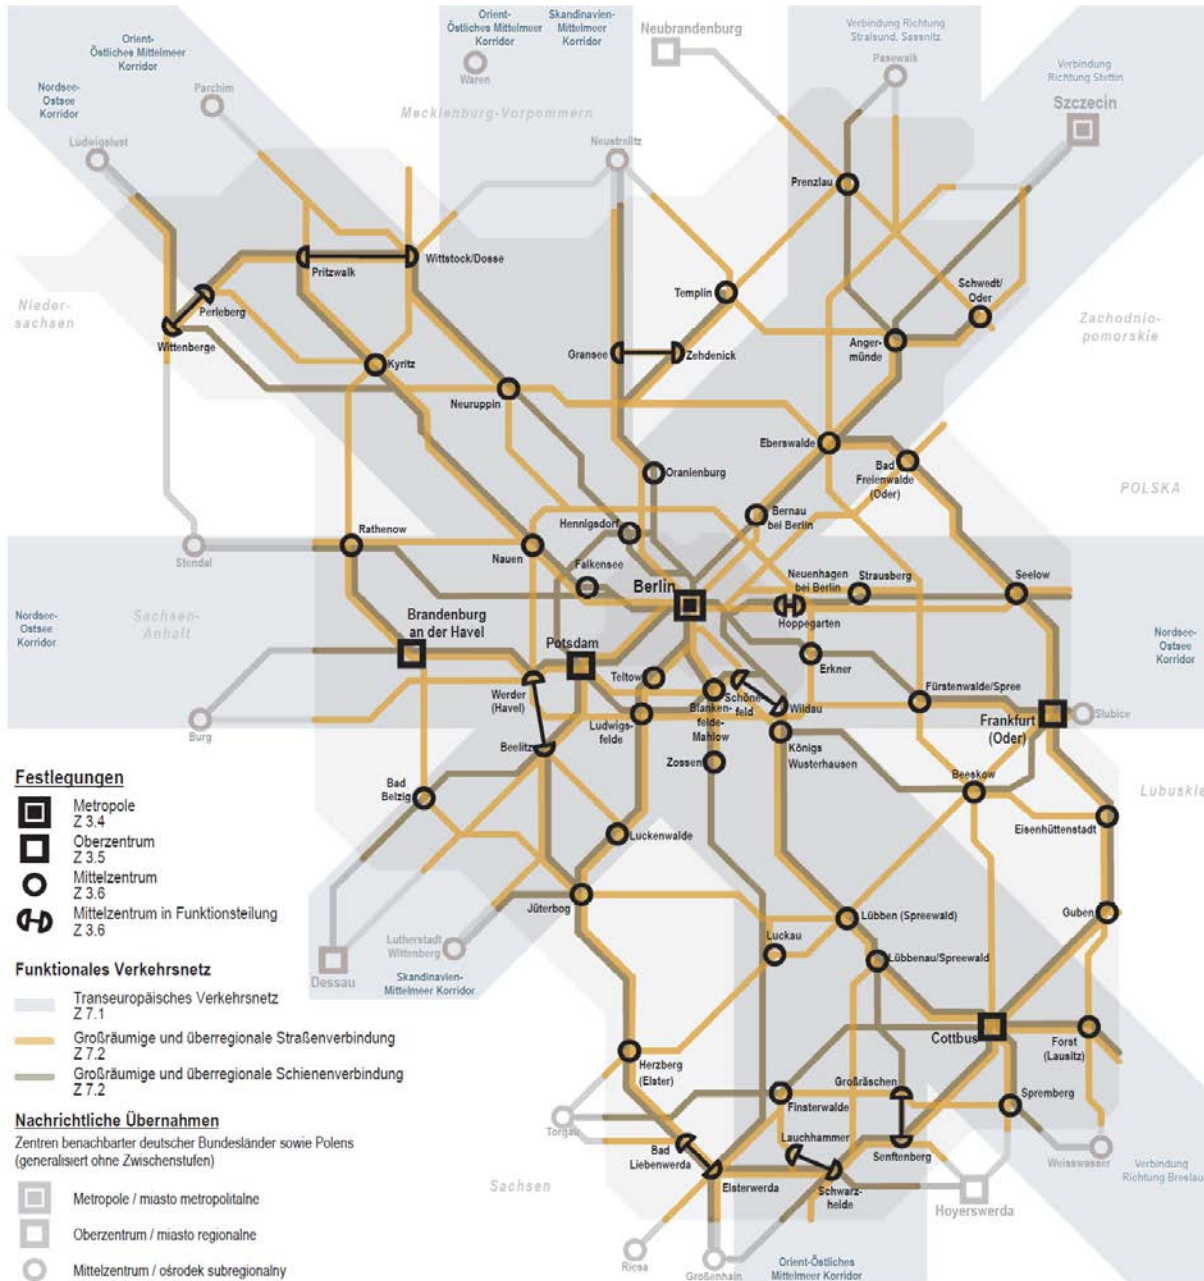 Orient-
Östliches Mittelmeer
Korridor
Orient-
Östliches Mittelmeer
Korridor
Skandinavien-
Mittelmeer
Korridor
Neubrandenburg
Verbindung Richtung
Stralsund, Sassnitz
Pasewalk
Verbindung
Richtung Stettin
Szczecin
Nordsee-
Ostsee
Korridor
Parchim
Waren
Mecklenburg-Vorpommern
Ludwigslust
Neustrelitz
Prenzlau
Pritzwalk
Wittstock/Dosse
Templin
Schwedt/
Oder
Nieder-
sachsen
Perleberg
Wittenberge
Zachodnio-
pomorskie
Gransee
Zehdenick
Anger-
münde
Kyritz
Neuruppin
Eberswalde
Oranienburg
Bad
Freienwalde
(Oder)
POLSKA
Bernau
bei Berlin
Hennigsdorf
Rathenow
Nauen
Stendal
Falkensee
Berlin
Neuenhagen
bei Berlin
Strausberg
Seelow
Hoppegarten
Nordsee-
Ostsee
Korridor
Sachsen-
Anhalt
Brandenburg
an der Havel
Potsdam
Nordsee-
Ostsee
Korridor
Erkner
Teltow
Werder
(Havel)
Schöne-
feld
Wildau
Fürstenwalde/Spree
Blanken-
felde-
Mahlow
Ludwigs-
felde
Frankfurt
(Oder)
Słubice
Burg
Beelitz
Zossen
Königs
Wusterhausen
Beeskow
Lubuskie
Bad
Belzig
Eisenhüttenstadt
Luckenwalde
Festlegungen
Metropole
Z 3.4
Oberzentrum
Z 3.5
Mittelzentrum
Z 3.6
Mittelzentrum in Funktionsteilung
Z 3.6
Jüterbog
Lübben (Spreewald)
Guben
Luckau
Lübbenau/Spreewald
Lutherstadt
Wittenberg
Dessau
Skandinavien-
Mittelmeer Korridor
Funktionales Verkehrsnetz
Transeuropäisches Verkehrsnetz
Z 7.1
Großräumige und überregionale Straßenverbindung
Z 7.2
Großräumige und überregionale Schienenverbindung
Z 7.2
Cottbus
Forst
(Lausitz)
Herzberg
(Elster)
Großräschen
Finsterwalde
Spremberg
Nachrichtliche Übernahmen
Zentren benachbarter deutscher Bundesländer sowie Polens
(generalisiert ohne Zwischenstufen)
Metropole / miasto metropolitalne
Oberzentrum / miasto regionalne
Mittelzentrum / ośrodek subregionalny
Torgau
Lauchhammer
Bad
Liebenwerda
Senftenberg
Weisswasser
Elsterwerda
Schwarz-
heide
Verbindung
Richtung Breslau
Sachsen
Hoyerswerda
Riesa
Großenhain
Orient-Östliches
Mittelmeer Korridor